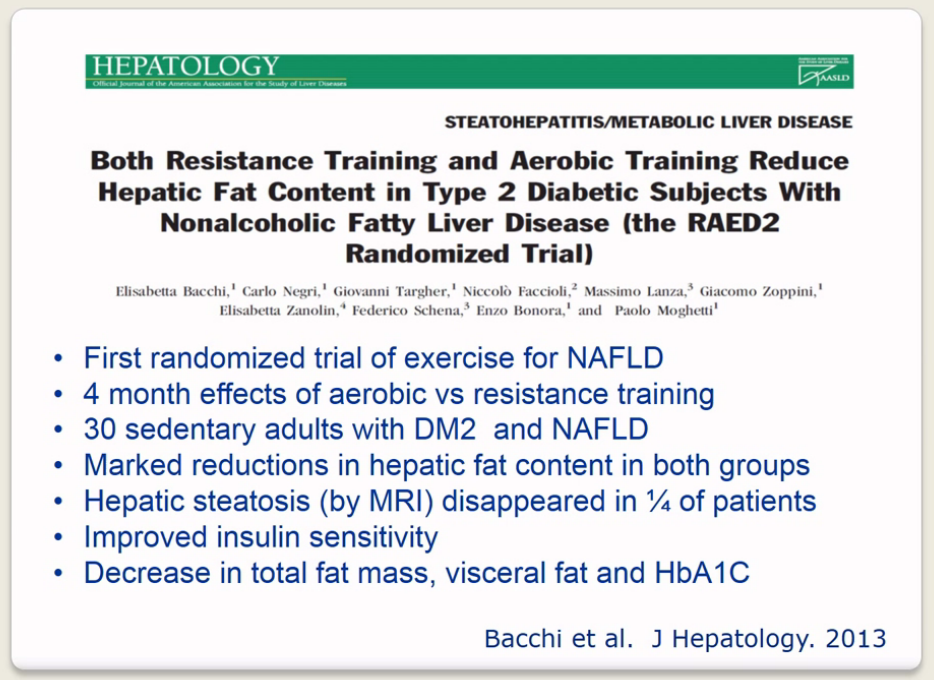 HEPATOLOGY
Official Journal of the American Association for the Study of Liver Diseases
AASLD
STEATOHEPATITIS/METABOLIC LIVER DISEASE
Both Resistance Training and Aerobic Training Reduce
Hepatic Fat Content in Type 2 Diabetic Subjects With
Nonalcoholic Fatty Liver Disease (the RAED2
Randomized Trial)
Elisabetta Bacchi,¹ Carlo Negri,¹ Giovanni Targher,¹ Niccolò Faccioli,² Massimo Lanza,³ Giacomo Zoppini,¹
Elisabetta Zanolin,⁴ Federico Schena,³ Enzo Bonora,¹ and Paolo Moghetti¹
• First randomized trial of exercise for NAFLD
• 4 month effects of aerobic vs resistance training
• 30 sedentary adults with DM2 and NAFLD
• Marked reductions in hepatic fat content in both groups
• Hepatic steatosis (by MRI) disappeared in ¼ of patients
• Improved insulin sensitivity
• Decrease in total fat mass, visceral fat and HbA1C
Bacchi et al. J Hepatology. 2013